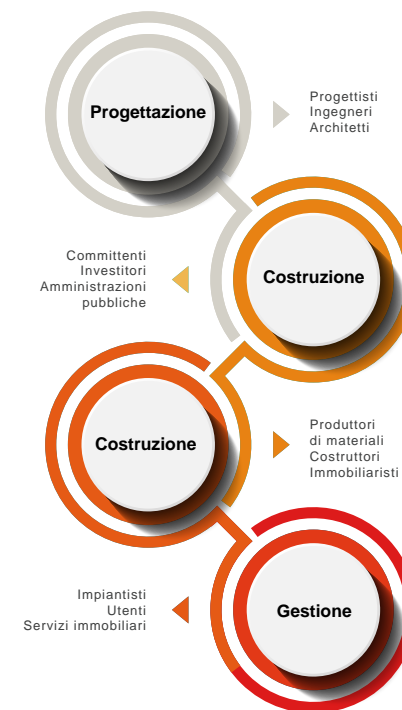 Progettazione
Progettisti
Ingegneri
Architetti
Committenti
Investitori
Amministrazioni
pubbliche
Costruzione
Costruzione
Produttori
di materiali
Costruttori
Immobiliaristi
Impiantisti
Utenti
Servizi immobiliari
Gestione